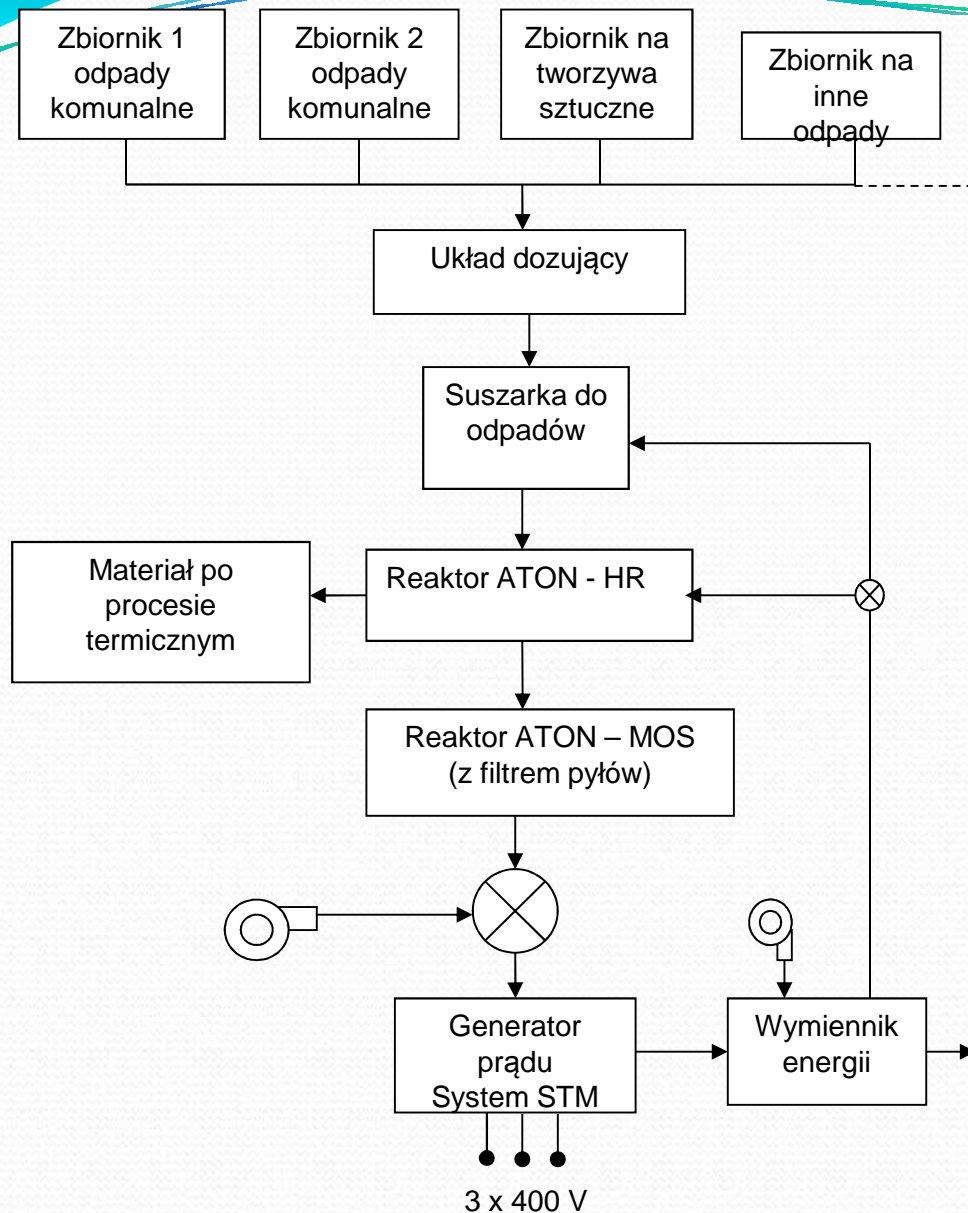 Zbiornik 1
odpady
komunalne
Zbiornik 2
odpady
komunalne
Zbiornik na
tworzywa
sztuczne
Zbiornik na
inne
odpady
Układ dozujący
Suszarka do
odpadów
Materiał po
procesie
termicznym
Reaktor ATON - HR
Reaktor ATON – MOS
(z filtrem pyłów)
Generator
prądu
System STM
Wymiennik
energii
3 x 400 V